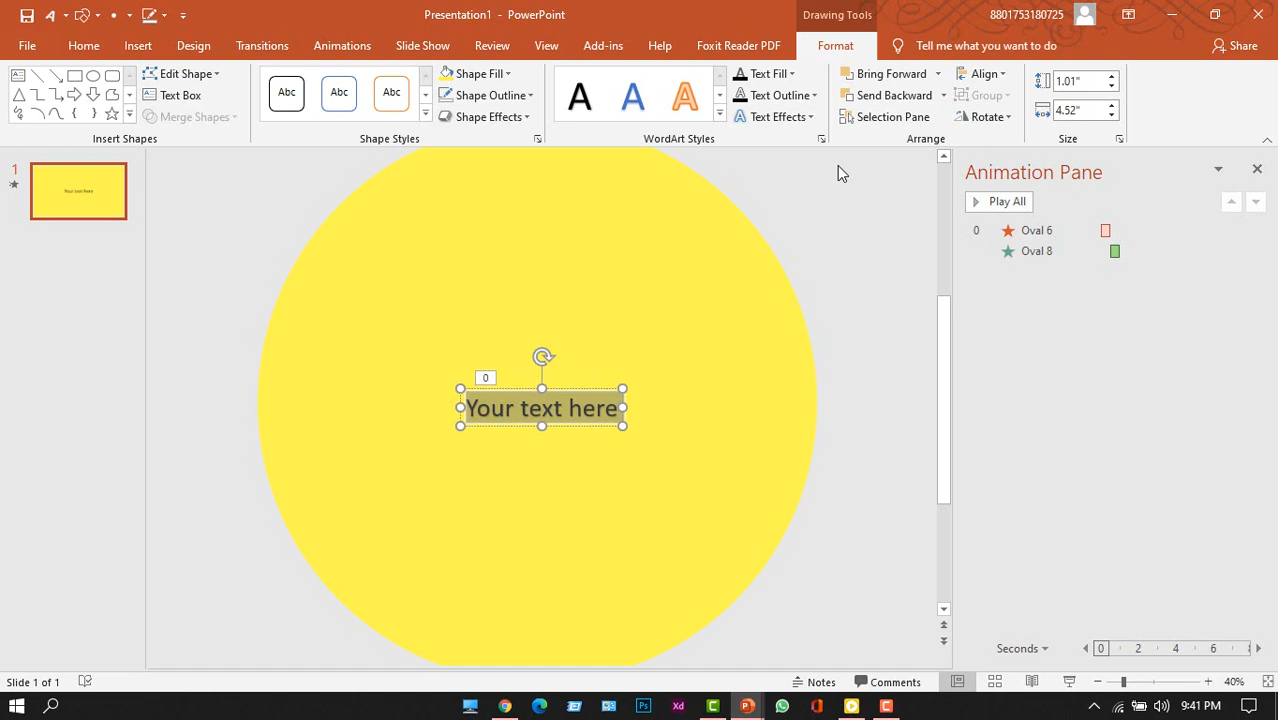 Presentation1 - PowerPoint
Drawing Tools
8801753180725
File Home Insert Design Transitions Animations Slide Show Review View Add-ins Help Foxit Reader PDF Format Tell me what you want to do Share
Edit Shape
Text Box
Merge Shapes
Insert Shapes
Abc Abc Abc
Shape Fill
Shape Outline
Shape Effects
Shape Styles
A A A
Text Fill
Text Outline
Text Effects
WordArt Styles
Bring Forward
Send Backward
Selection Pane
Align
Group
Rotate
Arrange
1.01"
4.52"
Size
1
Your text here
0
Your text here
Animation Pane
Play All
0 Oval 6
Oval 8
Seconds 0 2 4 6
Slide 1 of 1
Notes Comments 40%
Xd
9:41 PM